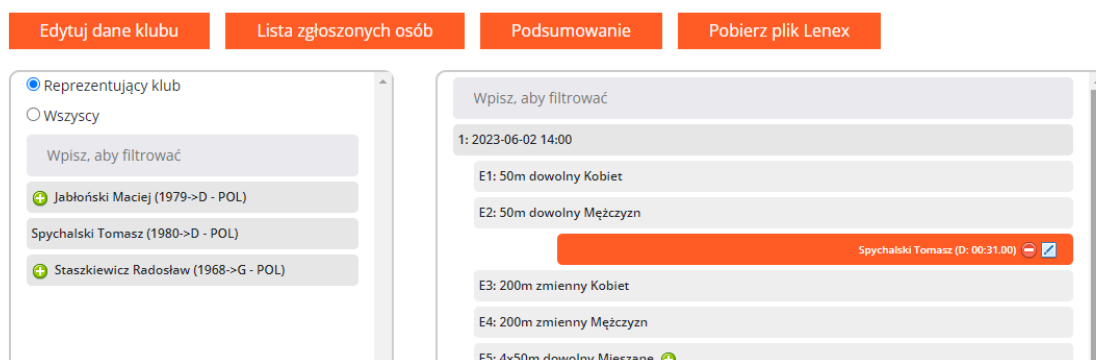 Edytuj dane klubu
Lista zgłoszonych osób
Podsumowanie
Pobierz plik Lenex
Reprezentujący klub
Wszyscy
Wpisz, aby filtrować
Jabłoński Maciej (1979->D - POL)
Spychalski Tomasz (1980->D - POL)
Staszkiewicz Radosław (1968->G - POL)
Wpisz, aby filtrować
1: 2023-06-02 14:00
E1: 50m dowolny Kobiet
E2: 50m dowolny Mężczyzn
Spychalski Tomasz (D: 00:31.00)
E3: 200m zmienny Kobiet
E4: 200m zmienny Mężczyzn
E5: 4x50m dowolny Mieszane